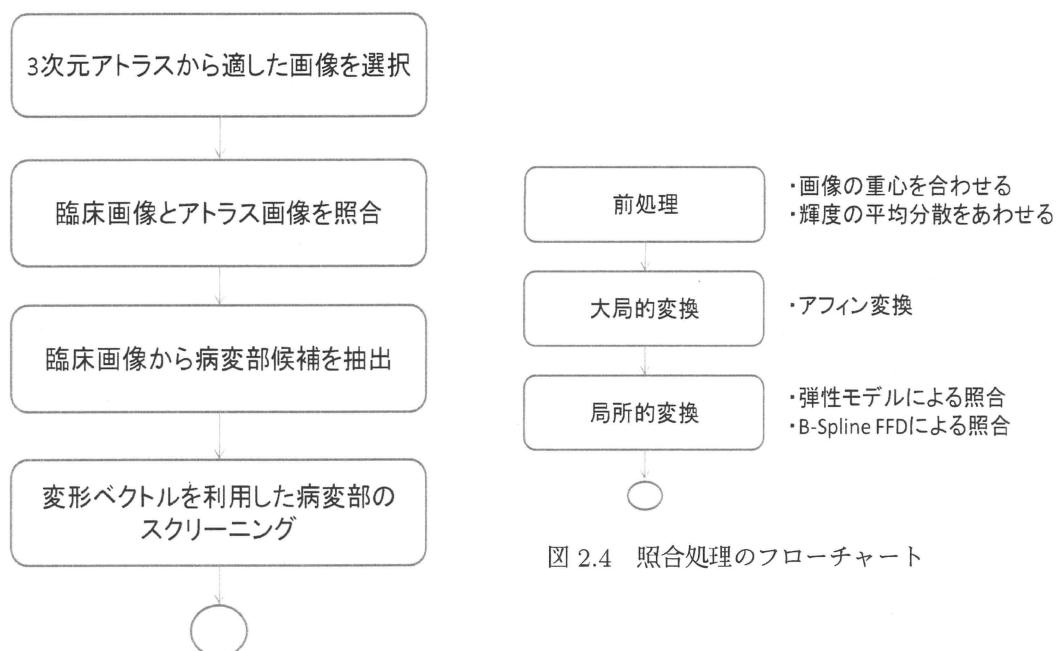 3次元アトラスから適した画像を選択
臨床画像とアトラス画像を照合
臨床画像から病変部候補を抽出
変形ベクトルを利用した病変部の
スクリーニング
前処理
・画像の重心を合わせる
・輝度の平均分散をあわせる
大局的変換
・アフィン変換
局所的変換
・弾性モデルによる照合
・B-Spline FFDによる照合
図 2.4 照合処理のフローチャート